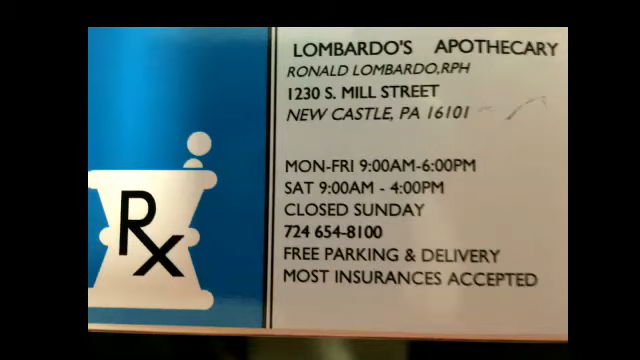 LOMBARDO'S APOTHECARY
RONALD LOMBARDO,RPH
1230 S. MILL STREET
NEW CASTLE, PA 16101
MON-FRI 9:00AM-6:00PM
SAT 9:00AM - 4:00PM
CLOSED SUNDAY
724 654-8100
FREE PARKING & DELIVERY
MOST INSURANCES ACCEPTED
Rx